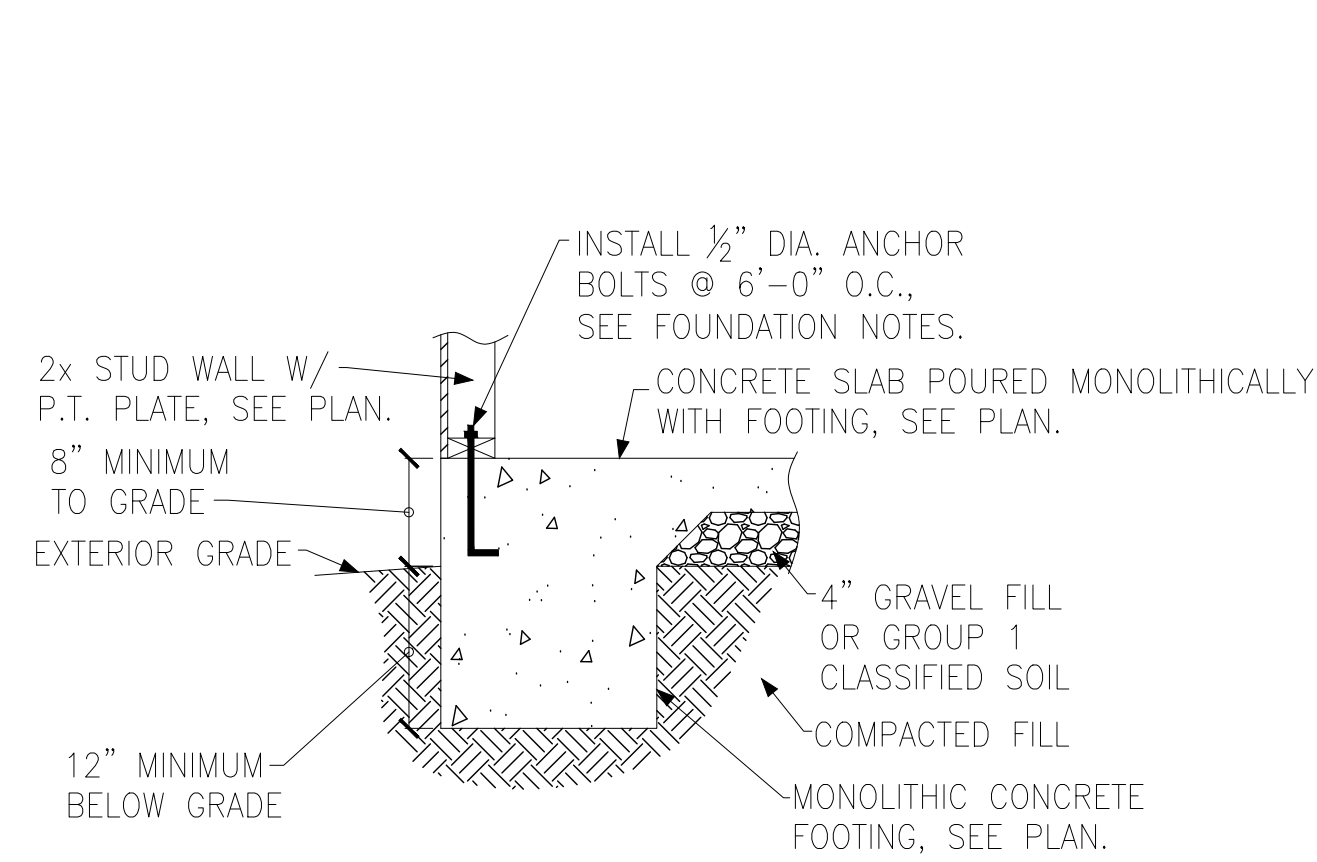 INSTALL ½” DIA. ANCHOR
BOLTS @ 6’–0” O.C.,
SEE FOUNDATION NOTES.
2x STUD WALL W/
P.T. PLATE, SEE PLAN.
CONCRETE SLAB POURED MONOLITHICALLY
WITH FOOTING, SEE PLAN.
8” MINIMUM
TO GRADE
EXTERIOR GRADE
4” GRAVEL FILL
OR GROUP 1
CLASSIFIED SOIL
COMPACTED FILL
12” MINIMUM
BELOW GRADE
MONOLITHIC CONCRETE
FOOTING, SEE PLAN.